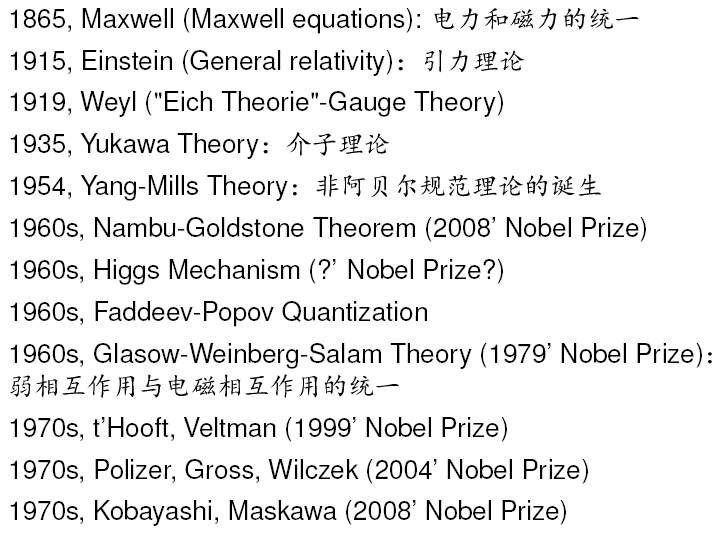 1865, Maxwell (Maxwell equations): 电力和磁力的统一
1915, Einstein (General relativity)：引力理论
1919, Weyl ("Eich Theorie"-Gauge Theory)
1935, Yukawa Theory：介子理论
1954, Yang-Mills Theory：非阿贝尔规范理论的诞生
1960s, Nambu-Goldstone Theorem (2008’ Nobel Prize)
1960s, Higgs Mechanism (?’ Nobel Prize?)
1960s, Faddeev-Popov Quantization
1960s, Glasow-Weinberg-Salam Theory (1979’ Nobel Prize)：
弱相互作用与电磁相互作用的统一
1970s, t’Hooft, Veltman (1999’ Nobel Prize)
1970s, Polizer, Gross, Wilczek (2004’ Nobel Prize)
1970s, Kobayashi, Maskawa (2008’ Nobel Prize)